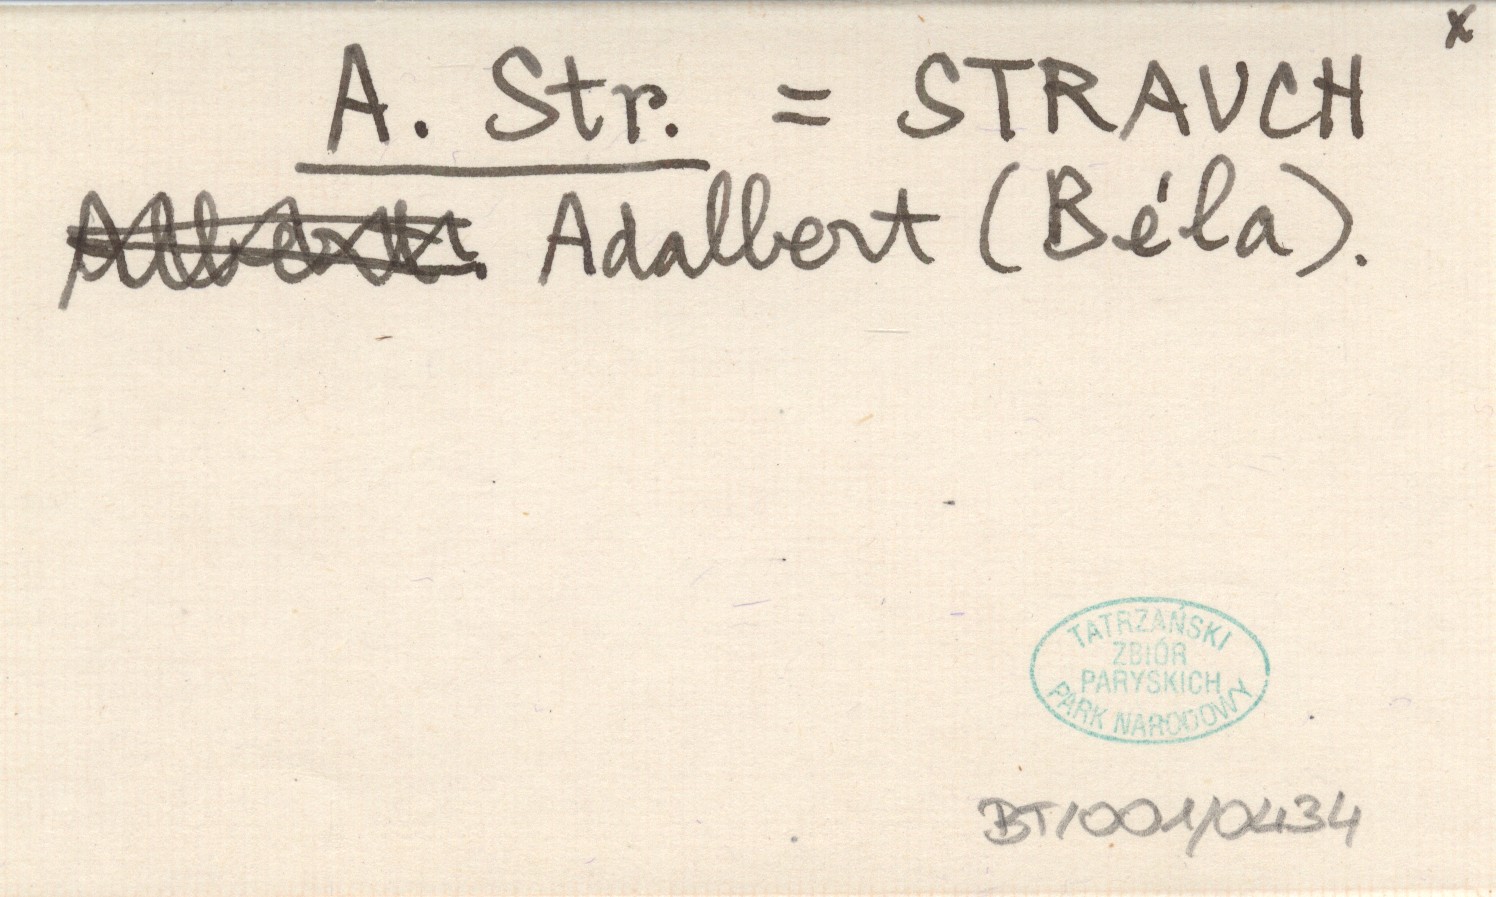 x
A. Str. = STRAUCH
Adalbert (Béla).
TATRZAŃSKI
ZBIÓR
PARYSKICH
PARK NARODOWY
BT/001/0434